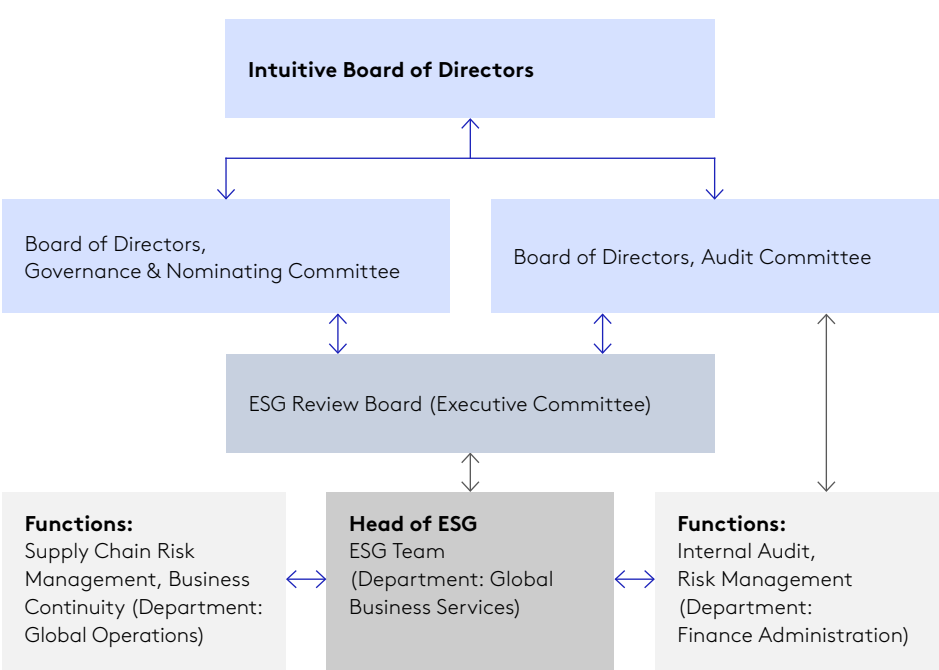 Intuitive Board of Directors
Board of Directors,
Governance & Nominating Committee
Board of Directors, Audit Committee
ESG Review Board (Executive Committee)
Functions:
Supply Chain Risk
Management, Business
Continuity (Department:
Global Operations)
Head of ESG
ESG Team
(Department: Global
Business Services)
Functions:
Internal Audit,
Risk Management
(Department:
Finance Administration)